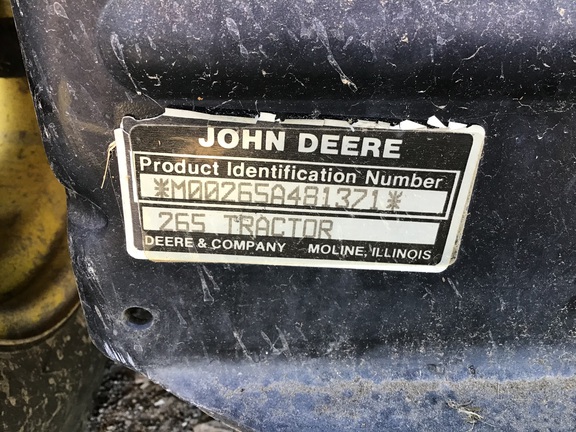 JOHN DEERE
Product Identification Number
*M00265A481371*
265 TRACTOR
DEERE & COMPANY MOLINE, ILLINOIS